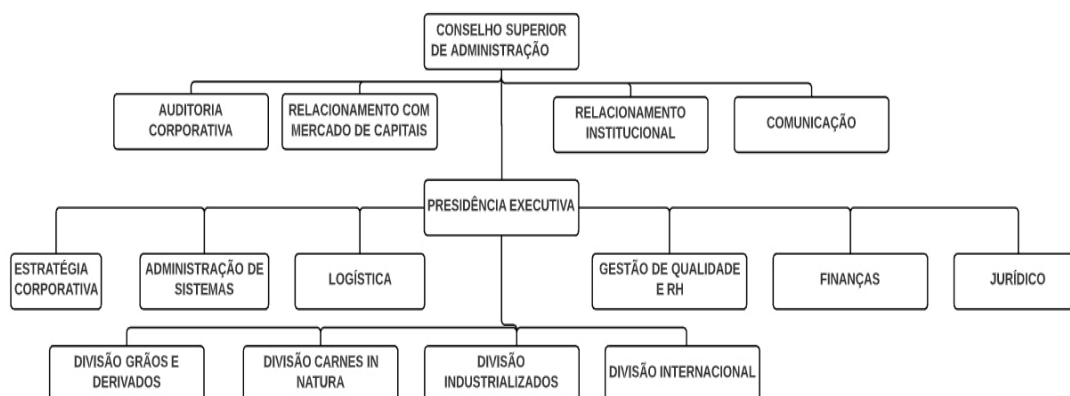 CONSELHO SUPERIOR
DE ADMINISTRAÇÃO
AUDITORIA
CORPORATIVA
RELACIONAMENTO COM
MERCADO DE CAPITAIS
RELACIONAMENTO
INSTITUCIONAL
COMUNICAÇÃO
PRESIDÊNCIA EXECUTIVA
ESTRATÉGIA
CORPORATIVA
ADMINISTRAÇÃO DE
SISTEMAS
LOGÍSTICA
GESTÃO DE QUALIDADE
E RH
FINANÇAS
JURÍDICO
DIVISÃO GRÃOS E
DERIVADOS
DIVISÃO CARNES IN
NATURA
DIVISÃO
INDUSTRIALIZADOS
DIVISÃO INTERNACIONAL